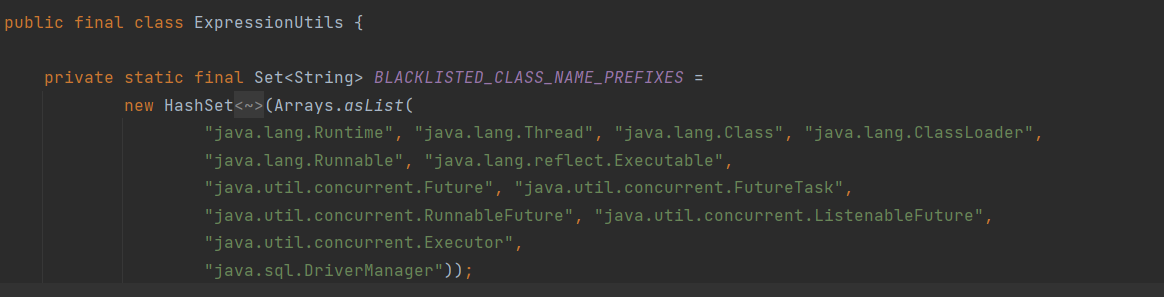 public final class ExpressionUtils {
private static final Set<String> BLACKLISTED_CLASS_NAME_PREFIXES =
new HashSet<~>(Arrays.asList(
"java.lang.Runtime", "java.lang.Thread", "java.lang.Class", "java.lang.ClassLoader",
"java.lang.Runnable", "java.lang.reflect.Executable",
"java.util.concurrent.Future", "java.util.concurrent.FutureTask",
"java.util.concurrent.RunnableFuture", "java.util.concurrent.ListenableFuture",
"java.util.concurrent.Executor",
"java.sql.DriverManager"));